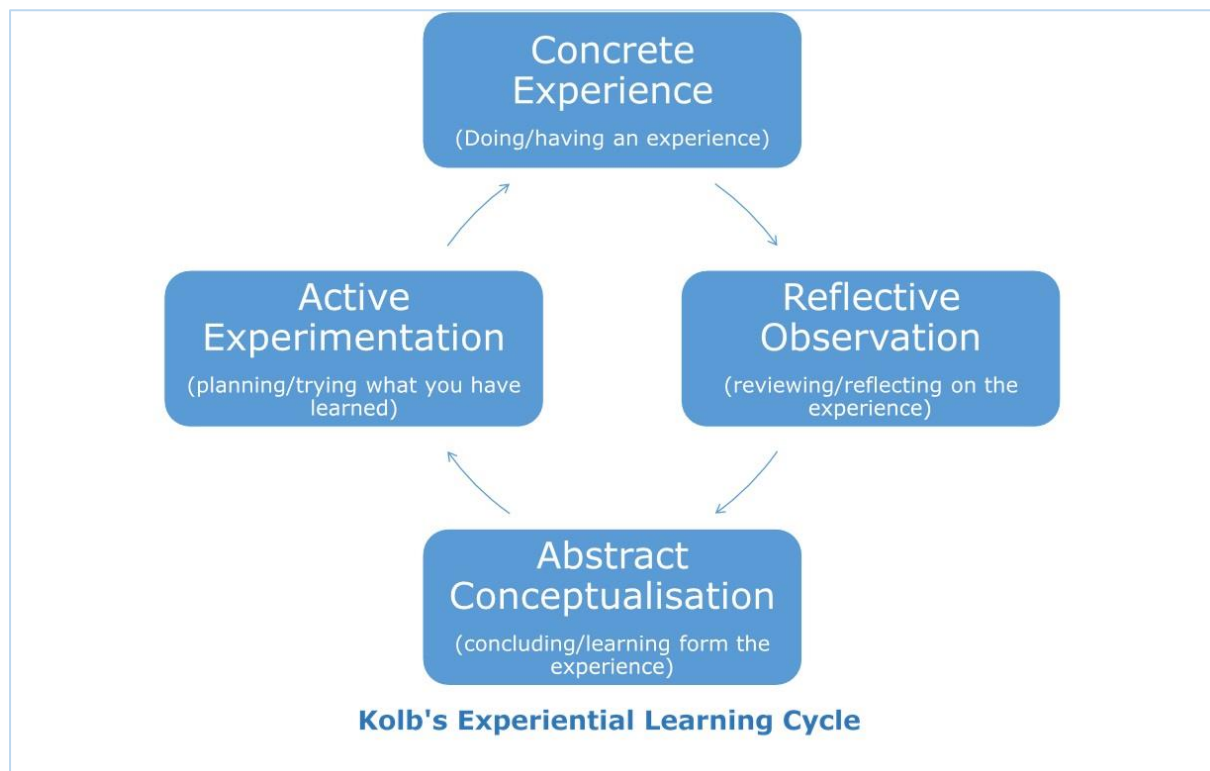 Concrete
Experience
(Doing/having an experience)
Active
Experimentation
(planning/trying what you have
learned)
Reflective
Observation
(reviewing/reflecting on the
experience)
Abstract
Conceptualisation
(concluding/learning form the
experience)
Kolb's Experiential Learning Cycle